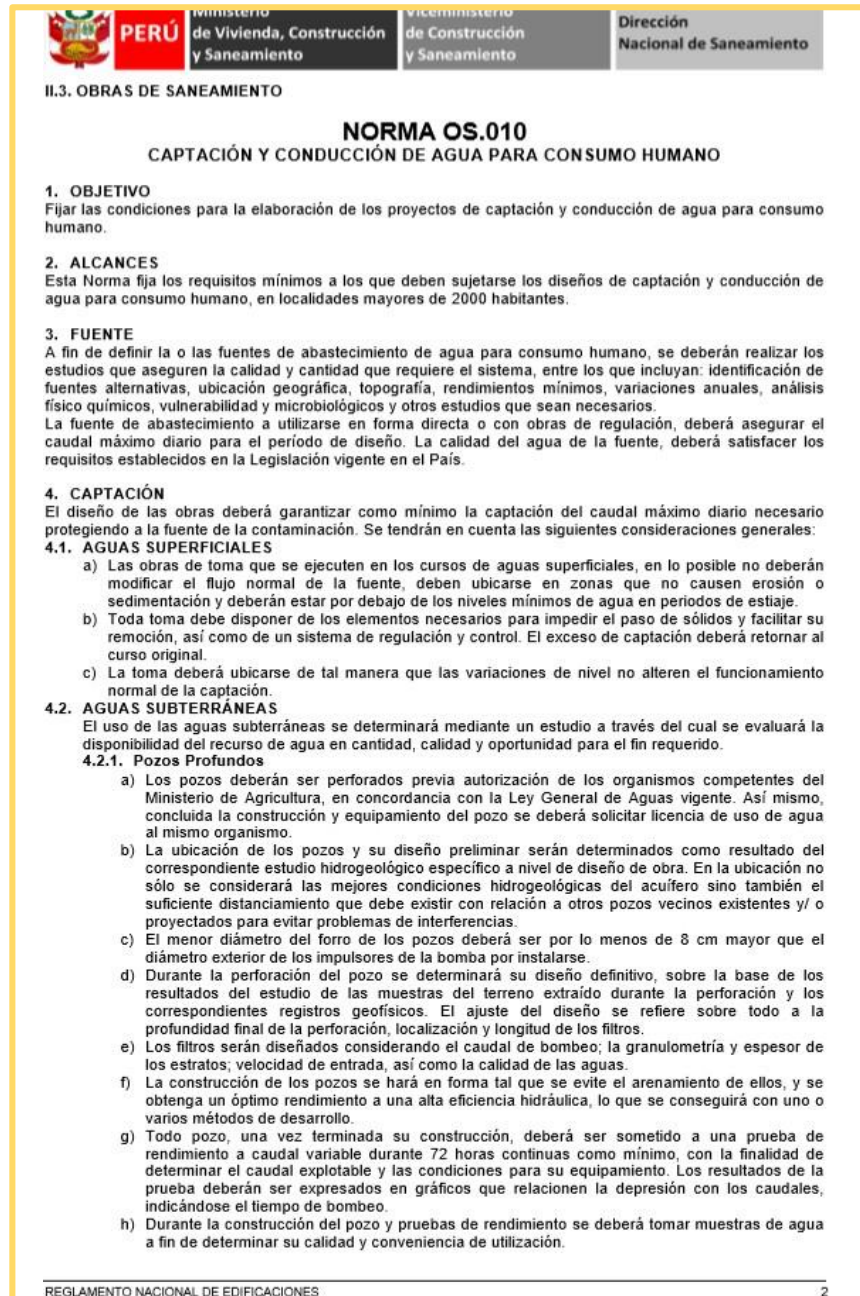 PERÚ
Ministerio
de Vivienda, Construcción
y Saneamiento
Viceministerio
de Construcción
y Saneamiento
Dirección
Nacional de Saneamiento
II.3. OBRAS DE SANEAMIENTO
NORMA OS.010
CAPTACIÓN Y CONDUCCIÓN DE AGUA PARA CONSUMO HUMANO
1. OBJETIVO
Fijar las condiciones para la elaboración de los proyectos de captación y conducción de agua para consumo
humano.
2. ALCANCES
Esta Norma fija los requisitos mínimos a los que deben sujetarse los diseños de captación y conducción de
agua para consumo humano, en localidades mayores de 2000 habitantes.
3. FUENTE
A fin de definir la o las fuentes de abastecimiento de agua para consumo humano, se deberán realizar los
estudios que aseguren la calidad y cantidad que requiere el sistema, entre los que incluyan: identificación de
fuentes alternativas, ubicación geográfica, topografía, rendimientos mínimos, variaciones anuales, análisis
físico químicos, vulnerabilidad y microbiológicos y otros estudios que sean necesarios.
La fuente de abastecimiento a utilizarse en forma directa o con obras de regulación, deberá asegurar el
caudal máximo diario para el período de diseño. La calidad del agua de la fuente, deberá satisfacer los
requisitos establecidos en la Legislación vigente en el País.
4. CAPTACIÓN
El diseño de las obras deberá garantizar como mínimo la captación del caudal máximo diario necesario
protegiendo a la fuente de la contaminación. Se tendrán en cuenta las siguientes consideraciones generales:
4.1. AGUAS SUPERFICIALES
a) Las obras de toma que se ejecuten en los cursos de aguas superficiales, en lo posible no deberán
modificar el flujo normal de la fuente, deben ubicarse en zonas que no causen erosión o
sedimentación y deberán estar por debajo de los niveles mínimos de agua en periodos de estiaje.
b) Toda toma debe disponer de los elementos necesarios para impedir el paso de sólidos y facilitar su
remoción, así como de un sistema de regulación y control. El exceso de captación deberá retornar al
curso original.
c) La toma deberá ubicarse de tal manera que las variaciones de nivel no alteren el funcionamiento
normal de la captación.
4.2. AGUAS SUBTERRÁNEAS
El uso de las aguas subterráneas se determinará mediante un estudio a través del cual se evaluará la
disponibilidad del recurso de agua en cantidad, calidad y oportunidad para el fin requerido.
4.2.1. Pozos Profundos
a) Los pozos deberán ser perforados previa autorización de los organismos competentes del
Ministerio de Agricultura, en concordancia con la Ley General de Aguas vigente. Así mismo,
concluida la construcción y equipamiento del pozo se deberá solicitar licencia de uso de agua
al mismo organismo.
b) La ubicación de los pozos y su diseño preliminar serán determinados como resultado del
correspondiente estudio hidrogeológico específico a nivel de diseño de obra. En la ubicación no
sólo se considerará las mejores condiciones hidrogeológicas del acuífero sino también el
suficiente distanciamiento que debe existir con relación a otros pozos vecinos existentes y/ o
proyectados para evitar problemas de interferencias.
c) El menor diámetro del forro de los pozos deberá ser por lo menos de 8 cm mayor que el
diámetro exterior de los impulsores de la bomba por instalarse.
d) Durante la perforación del pozo se determinará su diseño definitivo, sobre la base de los
resultados del estudio de las muestras del terreno extraído durante la perforación y los
correspondientes registros geofísicos. El ajuste del diseño se refiere sobre todo a la
profundidad final de la perforación, localización y longitud de los filtros.
e) Los filtros serán diseñados considerando el caudal de bombeo; la granulometría y espesor de
los estratos; velocidad de entrada, así como la calidad de las aguas.
f) La construcción de los pozos se hará en forma tal que se evite el arenamiento de ellos, y se
obtenga un óptimo rendimiento a una alta eficiencia hidráulica, lo que se conseguirá con uno o
varios métodos de desarrollo.
g) Todo pozo, una vez terminada su construcción, deberá ser sometido a una prueba de
rendimiento a caudal variable durante 72 horas continuas como mínimo, con la finalidad de
determinar el caudal explotable y las condiciones para su equipamiento. Los resultados de la
prueba deberán ser expresados en gráficos que relacionen la depresión con los caudales,
indicándose el tiempo de bombeo.
h) Durante la construcción del pozo y pruebas de rendimiento se deberá tomar muestras de agua
a fin de determinar su calidad y conveniencia de utilización.
REGLAMENTO NACIONAL DE EDIFICACIONES 2